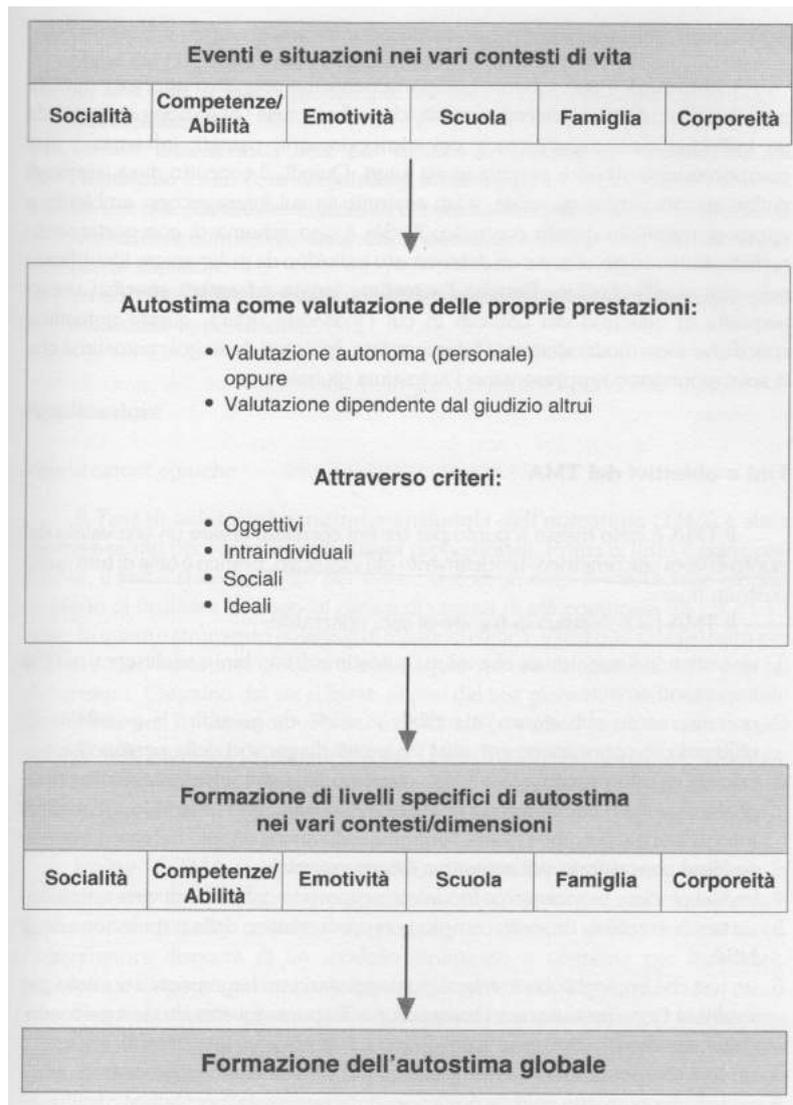 Eventi e situazioni nei vari contesti di vita
Socialità
Competenze/
Abilità
Emotività
Scuola
Famiglia
Corporeità
Autostima come valutazione delle proprie prestazioni:
• Valutazione autonoma (personale)
oppure
• Valutazione dipendente dal giudizio altrui
Attraverso criteri:
• Oggettivi
• Intraindividuali
• Sociali
• Ideali
Formazione di livelli specifici di autostima
nei vari contesti/dimensioni
Socialità
Competenze/
Abilità
Emotività
Scuola
Famiglia
Corporeità
Formazione dell'autostima globale